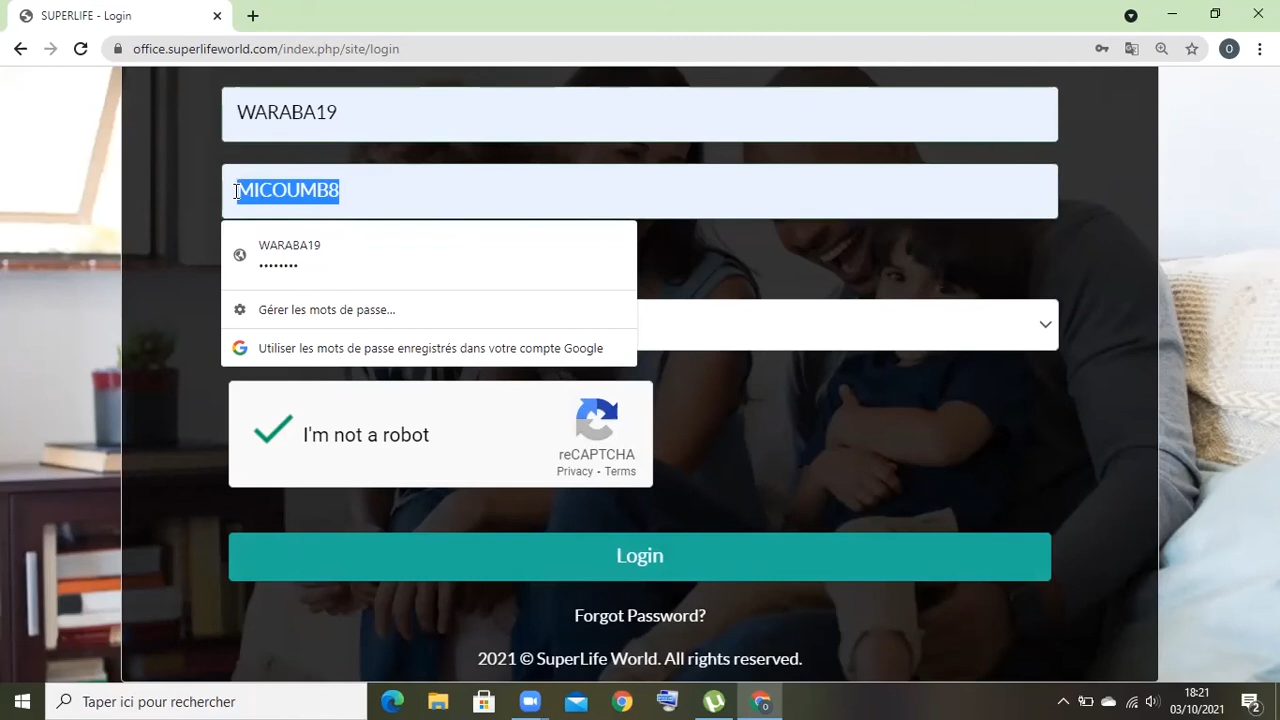 SUPERLIFE - Login
office.superlifeworld.com/index.php/site/login
O
WARABA19
MICOUMB8
WARABA19
••••••••
Gérer les mots de passe...
Utiliser les mots de passe enregistrés dans votre compte Google
I'm not a robot
reCAPTCHA
Privacy • Terms
Login
Forgot Password?
2021 © SuperLife World. All rights reserved.
Taper ici pour rechercher
18:21
03/10/2021
2